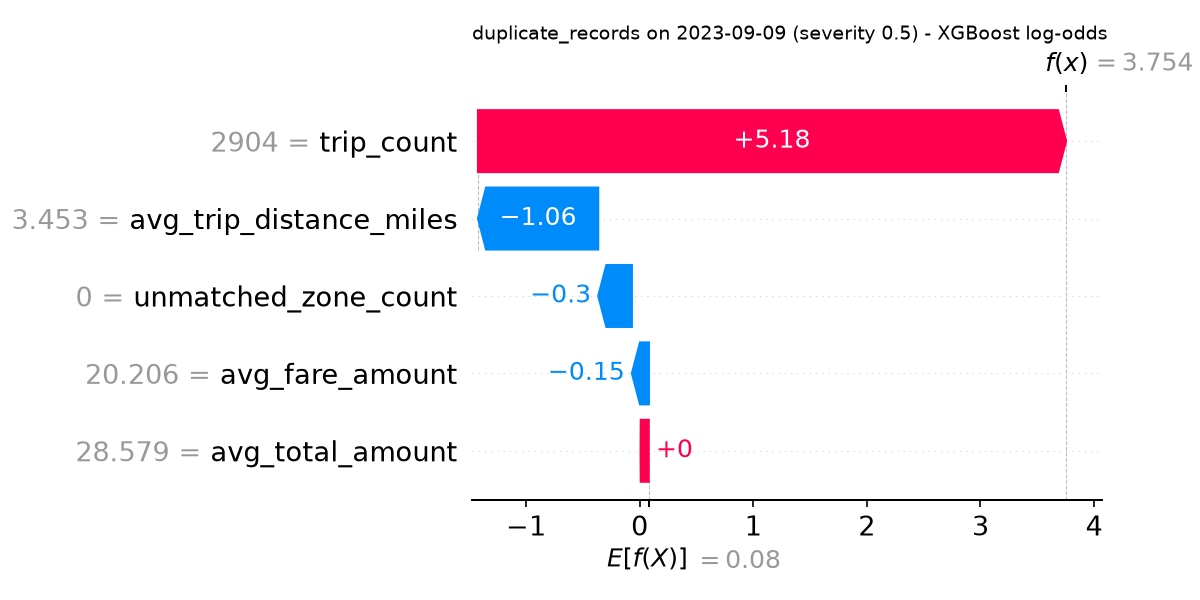 duplicate_records on 2023-09-09 (severity 0.5) - XGBoost log-odds
f(x) = 3.754
2904 = trip_count
+5.18
3.453 = avg_trip_distance_miles
−1.06
0 = unmatched_zone_count
−0.3
20.206 = avg_fare_amount
−0.15
28.579 = avg_total_amount
+0
−1 0 1 2 3 4
E[f(X)] = 0.08